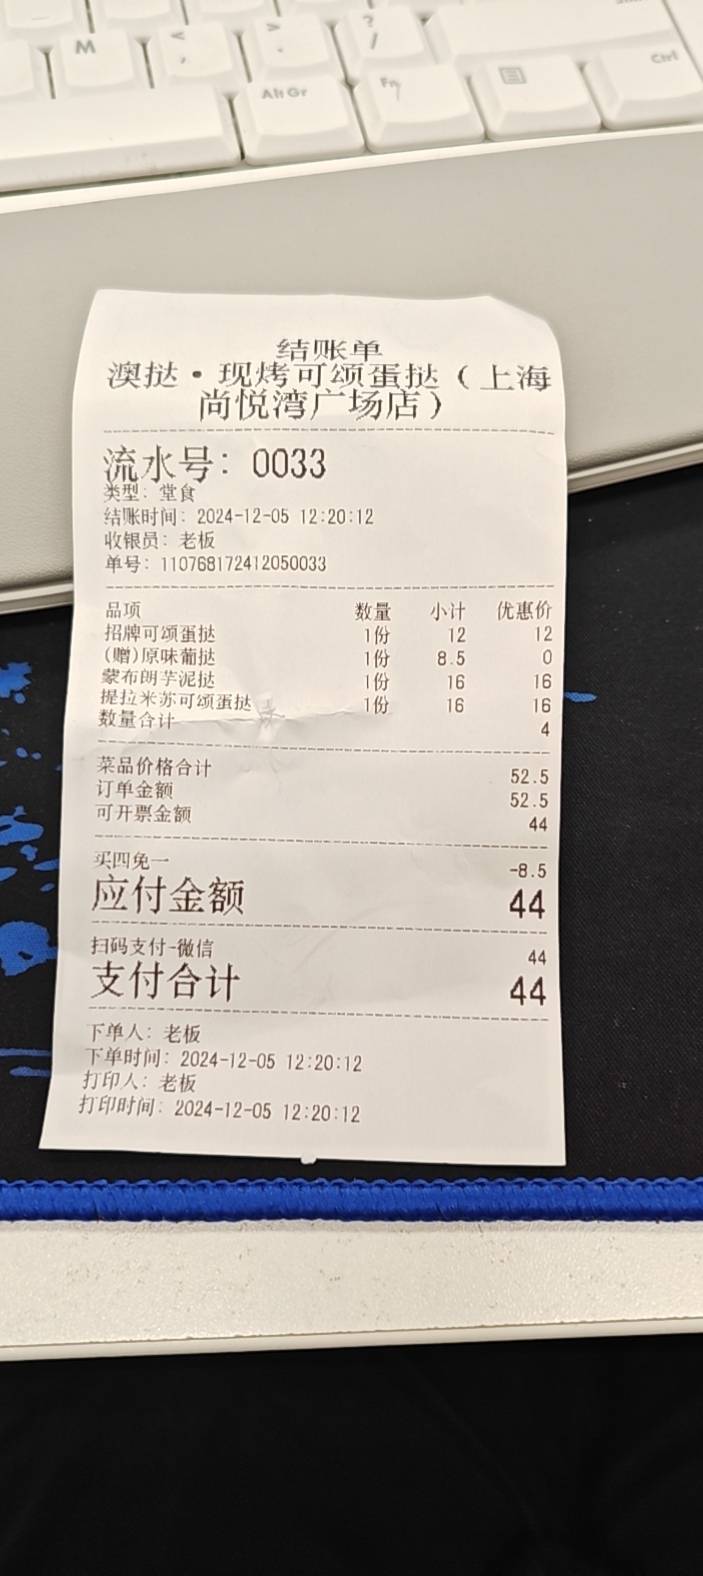 M < , > . ? /
Alt Gr Fn Ctrl
结账单
澳挞·现烤可颂蛋挞（上海
尚悦湾广场店）
流水号：0033
类型：堂食
结账时间：2024-12-05 12:20:12
收银员：老板
单号：110768172412050033
品项 数量 小计 优惠价
招牌可颂蛋挞 1份 12 12
(赠)原味葡挞 1份 8.5 0
蒙布朗芋泥挞 1份 16 16
提拉米苏可颂蛋挞 1份 16 16
数量合计 4
菜品价格合计 52.5
订单金额 52.5
可开票金额 44
买四免一 -8.5
应付金额 44
扫码支付-微信 44
支付合计 44
下单人：老板
下单时间：2024-12-05 12:20:12
打印人：老板
打印时间：2024-12-05 12:20:12